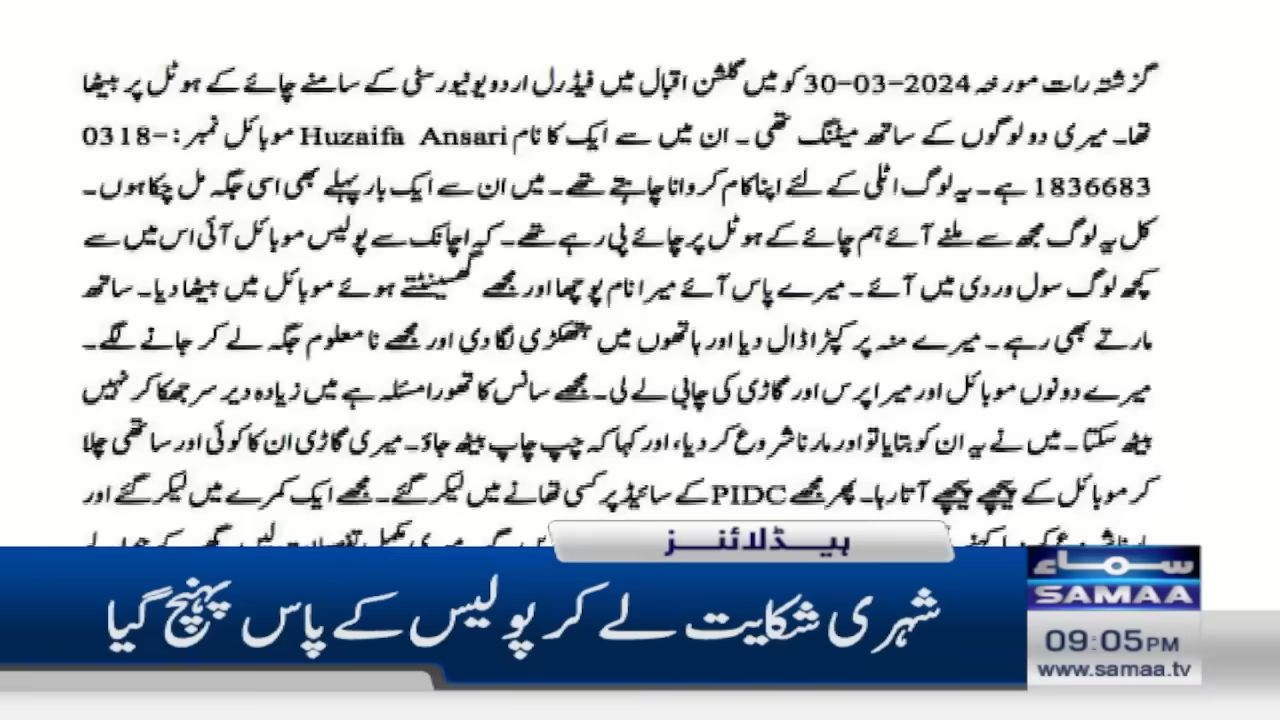 گزشتہ رات مورخہ 2024-03-30 کو میں گلشن اقبال میں فیڈرل اردو یونیورسٹی کے سامنے چائے کے ہوٹل پر بیٹھا
تھا۔ میری دو لوگوں کے ساتھ میٹنگ تھی۔ ان میں سے ایک کا نام Huzaifa Ansari موبائل نمبر: 0318-
1836683 ہے۔ یہ لوگ اٹلی کے لئے اپنا کام کروانا چاہتے تھے۔ میں ان سے ایک بار پہلے بھی اسی جگہ مل چکا ہوں۔
کل یہ لوگ مجھ سے ملنے آئے ہم چائے کے ہوٹل پر چائے پی رہے تھے۔ کہ اچانک سے پولیس موبائل آئی اس میں سے
کچھ لوگ سول وردی میں آئے۔ میرے پاس آئے میرا نام پوچھا اور مجھے گھسیٹتے ہوئے موبائل میں بیٹھا دیا۔ ساتھ
مارتے بھی رہے۔ میرے منہ پر کپڑا ڈال دیا اور ہاتھوں میں ہتھکڑی لگا دی اور مجھے نا معلوم جگہ لے کر جانے لگے۔
میرے دونوں موبائل اور میرا پرس اور گاڑی کی چابی لے لی۔ مجھے سانس کا تھورا مسئلہ ہے میں زیادہ دیر سر جھکا کر نہیں
بیٹھ سکتا۔ میں نے یہ ان کو بتایا تو اور مارنا شروع کر دیا، اور کہا کہ چپ چاپ بیٹھ جاؤ۔ میری گاڑی ان کا کوئی اور ساتھی چلا
کر موبائل کے پیچھے پیچھے آتا رہا۔ پھر مجھے PIDC کے سائیڈ پر کسی تھانے میں لیکر گئے۔ مجھے ایک کمرے میں لیکر گئے اور
ہیڈلائنز
شہری شکایت لے کر پولیس کے پاس پہنچ گیا
سماء
SAMAA
09:05PM
www.samaa.tv